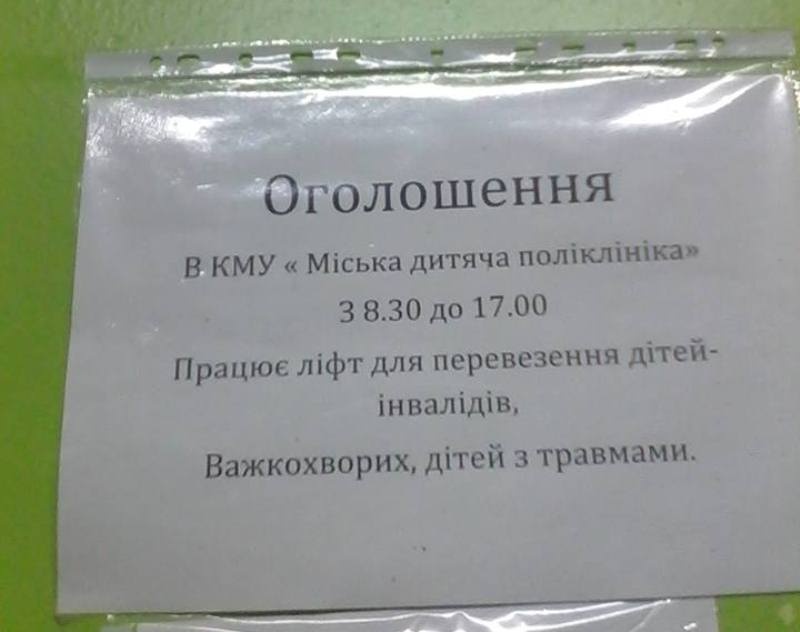 Оголошення
В КМУ « Міська дитяча поліклініка»
З 8.30 до 17.00
Працює ліфт для перевезення дітей-
інвалідів,
Важкохворих, дітей з травмами.